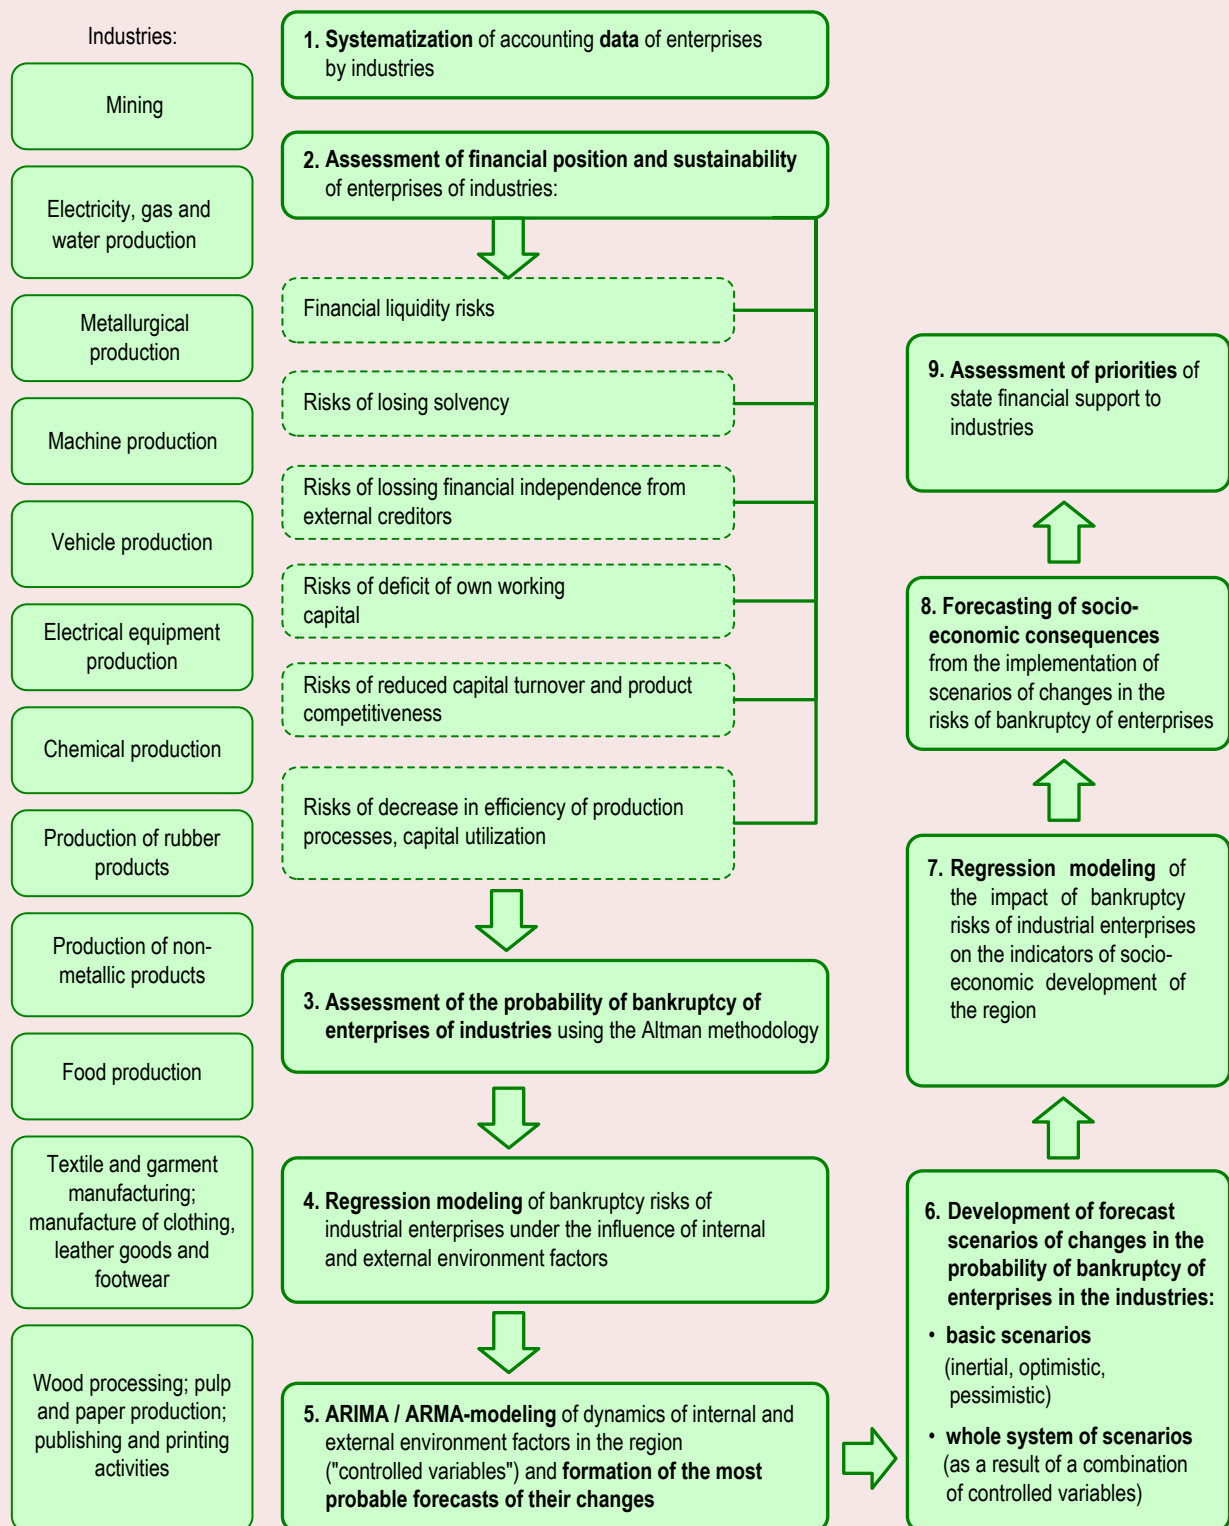 Industries:
Mining
Electricity, gas and
water production
Metallurgical
production
Machine production
Vehicle production
Electrical equipment
production
Chemical production
Production of rubber
products
Production of non-
metallic products
Food production
Textile and garment
manufacturing;
manufacture of clothing,
leather goods and
footwear
Wood processing; pulp
and paper production;
publishing and printing
activities
1. Systematization of accounting data of enterprises
by industries
2. Assessment of financial position and sustainability
of enterprises of industries:
Financial liquidity risks
Risks of losing solvency
Risks of lossing financial independence from
external creditors
Risks of deficit of own working
capital
Risks of reduced capital turnover and product
competitiveness
Risks of decrease in efficiency of production
processes, capital utilization
3. Assessment of the probability of bankruptcy of
enterprises of industries using the Altman methodology
4. Regression modeling of bankruptcy risks of
industrial enterprises under the influence of internal
and external environment factors
5. ARIMA / ARMA-modeling of dynamics of internal and
external environment factors in the region
("controlled variables") and formation of the most
probable forecasts of their changes
6. Development of forecast
scenarios of changes in the
probability of bankruptcy of
enterprises in the industries:
• basic scenarios
(inertial, optimistic,
pessimistic)
• whole system of scenarios
(as a result of a combination
of controlled variables)
7. Regression modeling of
the impact of bankruptcy
risks of industrial enterprises
on the indicators of socio-
economic development of
the region
8. Forecasting of socio-
economic consequences
from the implementation of
scenarios of changes in the
risks of bankruptcy of enterprises
9. Assessment of priorities of
state financial support to
industries